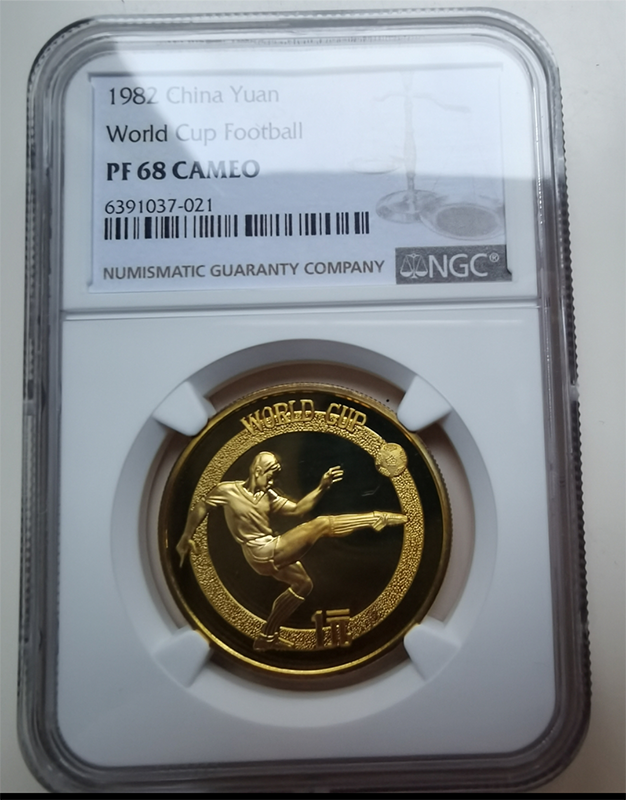 1982 China Yuan
World Cup Football
PF 68 CAMEO
6391037-021
NUMISMATIC GUARANTY COMPANY
NGC®
WORLD CUP
1元